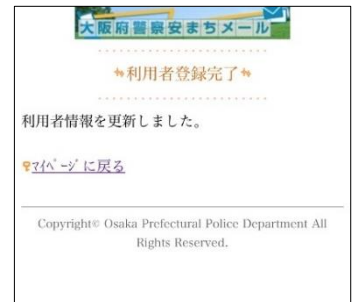 大阪府警察安まちメール
利用者登録完了
利用者情報を更新しました。
ﾏｲﾍﾟｰｼﾞに戻る
Copyright© Osaka Prefectural Police Department All
Rights Reserved.